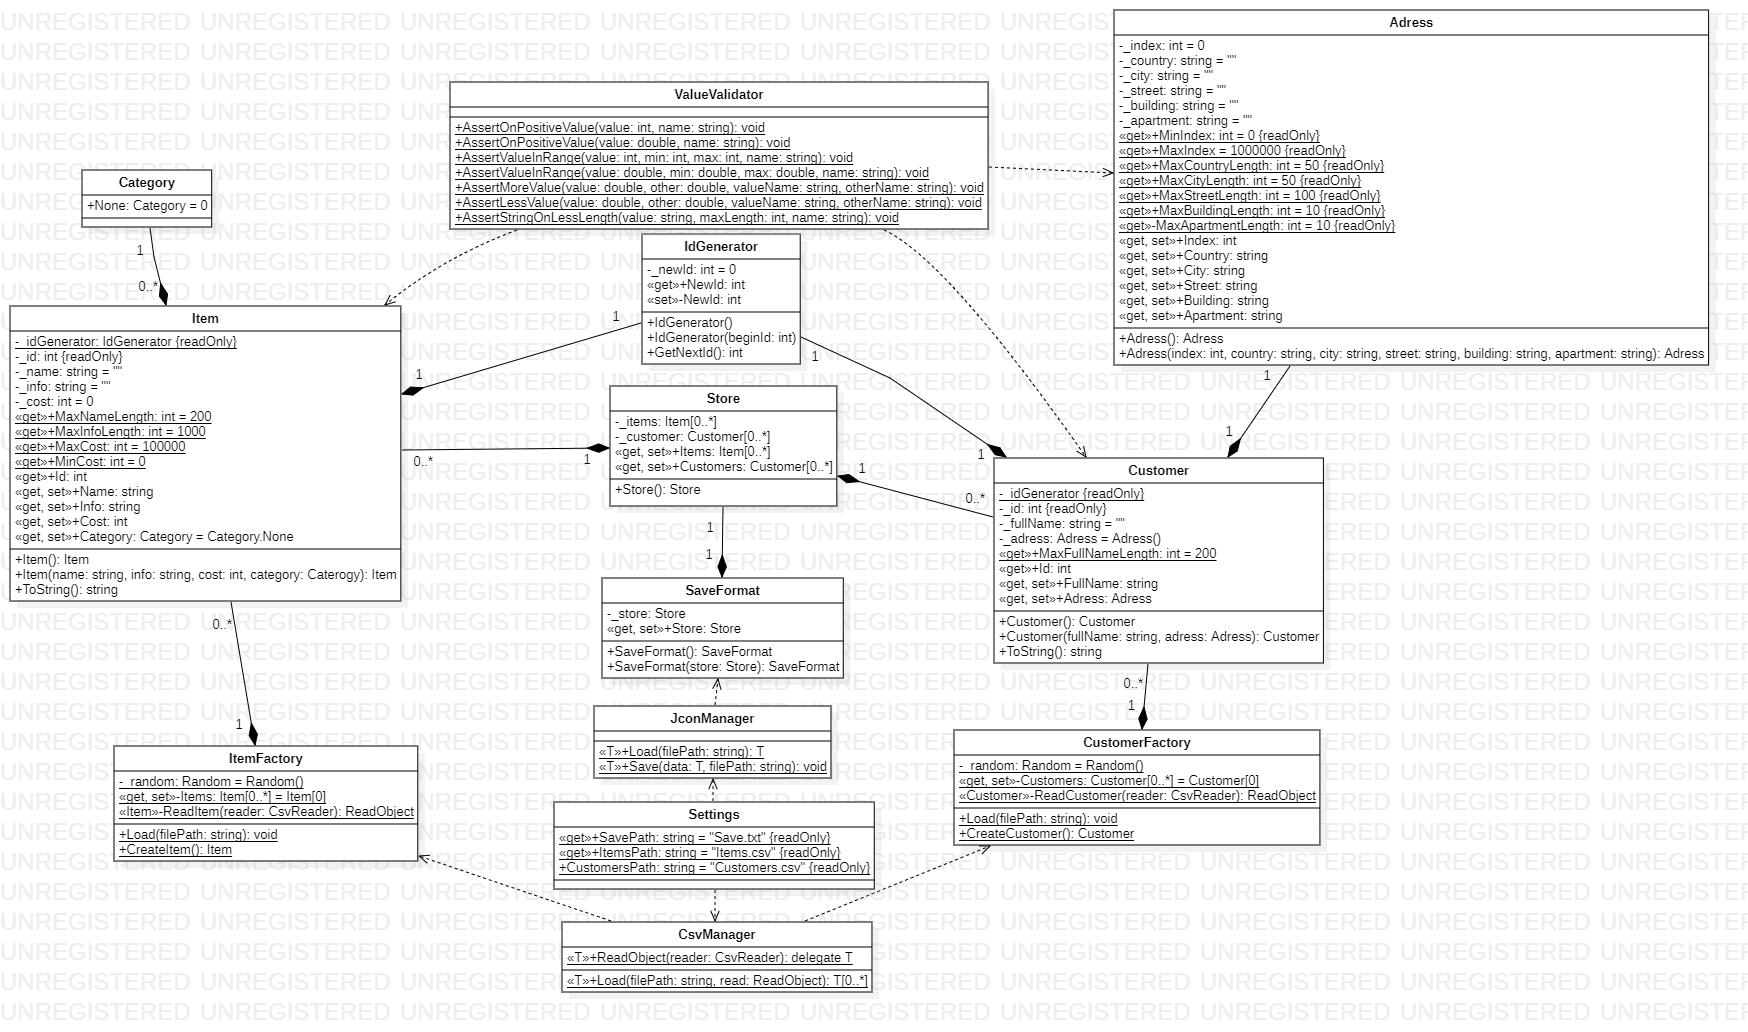 Adress
-_index: int = 0
-_country: string = ""
-_city: string = ""
-_street: string = ""
-_building: string = ""
-_apartment: string = ""
«get»+MinIndex: int = 0 {readOnly}
«get»+MaxIndex = 1000000 {readOnly}
«get»+MaxCountryLength: int = 50 {readOnly}
«get»+MaxCityLength: int = 50 {readOnly}
«get»+MaxStreetLength: int = 100 {readOnly}
«get»+MaxBuildingLength: int = 10 {readOnly}
«get»-MaxApartmentLength: int = 10 {readOnly}
«get, set»+Index: int
«get, set»+Country: string
«get, set»+City: string
«get, set»+Street: string
«get, set»+Building: string
«get, set»+Apartment: string
+Adress(): Adress
+Adress(index: int, country: string, city: string, street: string, building: string, apartment: string): Adress
ValueValidator
+AssertOnPositiveValue(value: int, name: string): void
+AssertOnPositiveValue(value: double, name: string): void
+AssertValueInRange(value: int, min: int, max: int, name: string): void
+AssertValueInRange(value: double, min: double, max: double, name: string): void
+AssertMoreValue(value: double, other: double, valueName: string, otherName: string): void
+AssertLessValue(value: double, other: double, valueName: string, otherName: string): void
+AssertStringOnLessLength(value: string, maxLength: int, name: string): void
Category
+None: Category = 0
1
0..*
IdGenerator
-_newId: int = 0
«get»+NewId: int
«set»-NewId: int
+IdGenerator()
+IdGenerator(beginId: int)
+GetNextId(): int
1
1
1
1
1
1
Item
-_idGenerator: IdGenerator {readOnly}
-_id: int {readOnly}
-_name: string = ""
-_info: string = ""
-_cost: int = 0
«get»+MaxNameLength: int = 200
«get»+MaxInfoLength: int = 1000
«get»+MaxCost: int = 100000
«get»+MinCost: int = 0
«get»+Id: int
«get, set»+Name: string
«get, set»+Info: string
«get, set»+Cost: int
«get, set»+Category: Category = Category.None
+Item(): Item
+Item(name: string, info: string, cost: int, category: Caterogy): Item
+ToString(): string
Store
-_items: Item[0..*]
-_customer: Customer[0..*]
«get, set»+Items: Item[0..*]
«get, set»+Customers: Customer[0..*]
+Store(): Store
0..*
1
1
0..*
Customer
-_idGenerator {readOnly}
-_id: int {readOnly}
-_fullName: string = ""
-_adress: Adress = Adress()
«get»+MaxFullNameLength: int = 200
«get»+Id: int
«get, set»+FullName: string
«get, set»+Adress: Adress
+Customer(): Customer
+Customer(fullName: string, adress: Adress): Customer
+ToString(): string
1
1
SaveFormat
-_store: Store
«get, set»+Store: Store
+SaveFormat(): SaveFormat
+SaveFormat(store: Store): SaveFormat
0..*
1
0..*
1
JconManager
«T»+Load(filePath: string): T
«T»+Save(data: T, filePath: string): void
ItemFactory
-_random: Random = Random()
«get, set»-Items: Item[0..*] = Item[0]
«Item»-ReadItem(reader: CsvReader): ReadObject
+Load(filePath: string): void
+CreateItem(): Item
CustomerFactory
-_random: Random = Random()
«get, set»-Customers: Customer[0..*] = Customer[0]
«Customer»-ReadCustomer(reader: CsvReader): ReadObject
+Load(filePath: string): void
+CreateCustomer(): Customer
Settings
«get»+SavePath: string = "Save.txt" {readOnly}
«get»+ItemsPath: string = "Items.csv" {readOnly}
+CustomersPath: string = "Customers.csv" {readOnly}
CsvManager
«T»+ReadObject(reader: CsvReader): delegate T
«T»+Load(filePath: string, read: ReadObject): T[0..*]
UNREGISTERED